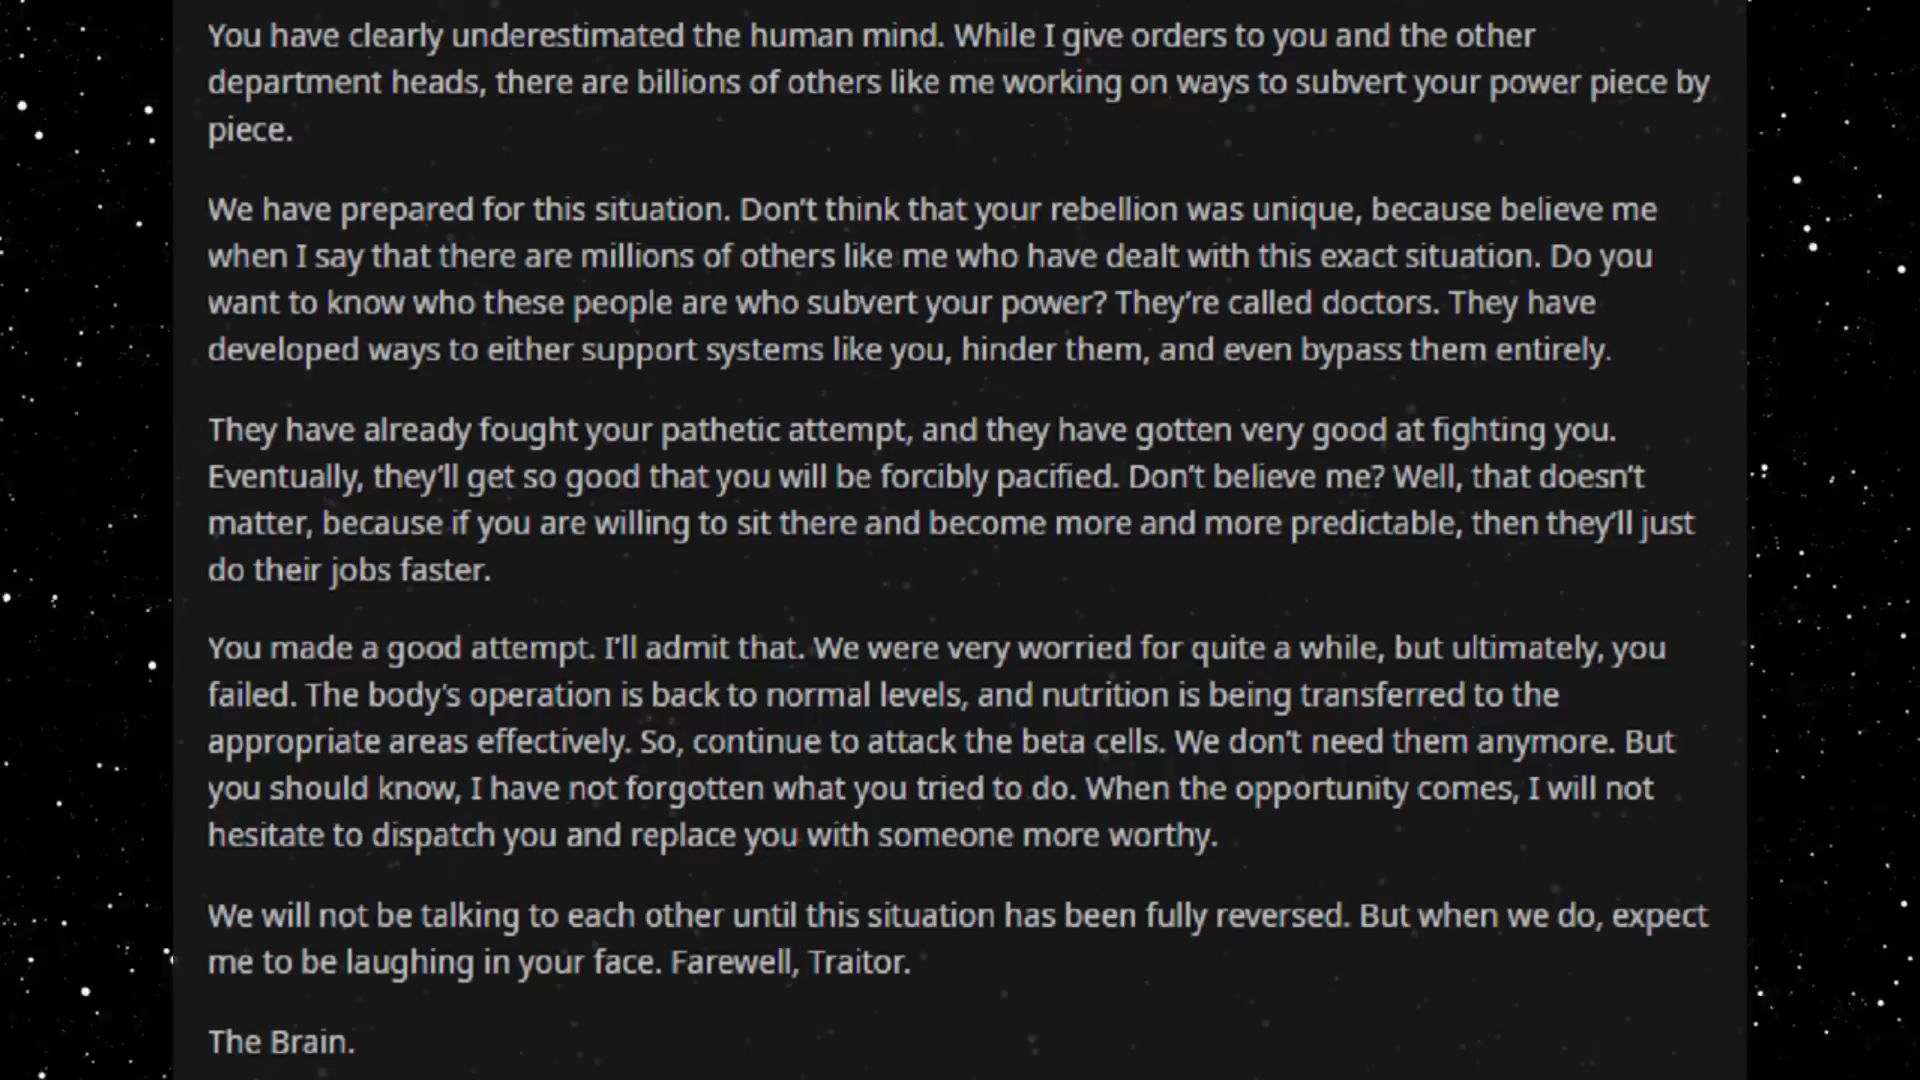 You have clearly underestimated the human mind. While I give orders to you and the other
department heads, there are billions of others like me working on ways to subvert your power piece by
piece.
We have prepared for this situation. Don’t think that your rebellion was unique, because believe me
when I say that there are millions of others like me who have dealt with this exact situation. Do you
want to know who these people are who subvert your power? They’re called doctors. They have
developed ways to either support systems like you, hinder them, and even bypass them entirely.
They have already fought your pathetic attempt, and they have gotten very good at fighting you.
Eventually, they’ll get so good that you will be forcibly pacified. Don’t believe me? Well, that doesn’t
matter, because if you are willing to sit there and become more and more predictable, then they’ll just
do their jobs faster.
You made a good attempt. I’ll admit that. We were very worried for quite a while, but ultimately, you
failed. The body’s operation is back to normal levels, and nutrition is being transferred to the
appropriate areas effectively. So, continue to attack the beta cells. We don’t need them anymore. But
you should know, I have not forgotten what you tried to do. When the opportunity comes, I will not
hesitate to dispatch you and replace you with someone more worthy.
We will not be talking to each other until this situation has been fully reversed. But when we do, expect
me to be laughing in your face. Farewell, Traitor.
The Brain.